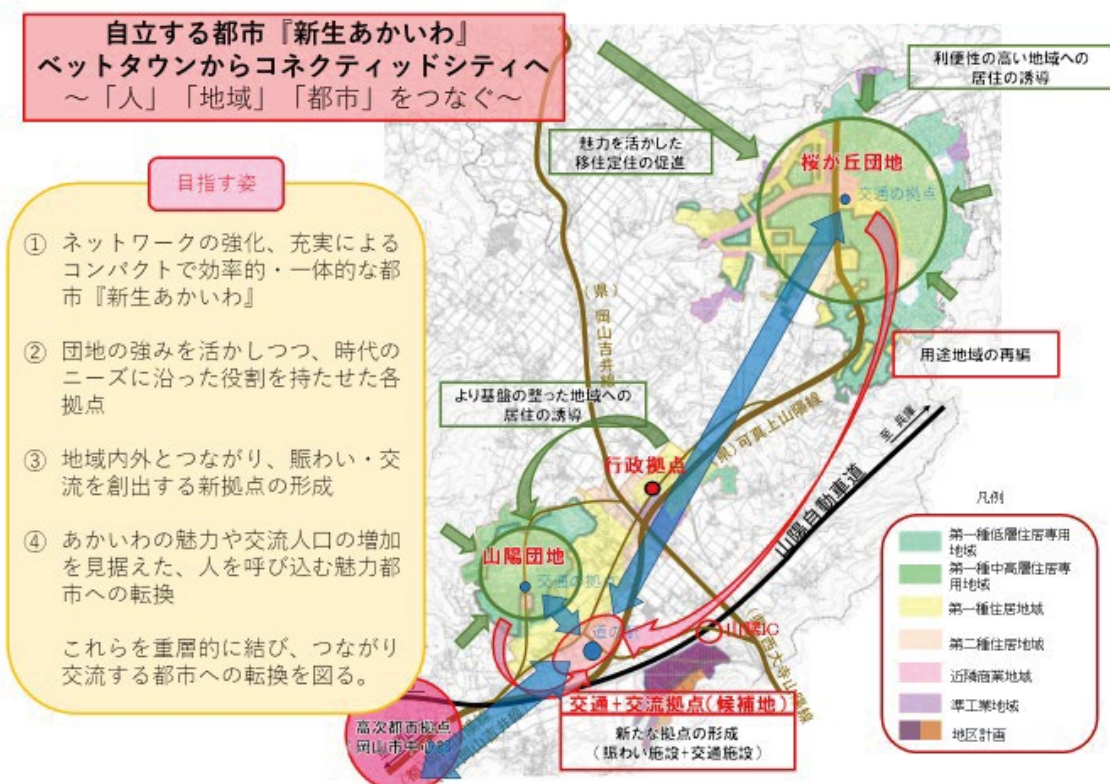 自立する都市『新生あかいわ』
ベットタウンからコネクティッドシティへ
～「人」「地域」「都市」をつなぐ～
目指す姿
① ネットワークの強化、充実による
コンパクトで効率的・一体的な都
市『新生あかいわ』
② 団地の強みを活かしつつ、時代の
ニーズに沿った役割を持たせた各
拠点
③ 地域内外とつながり、賑わい・交
流を創出する新拠点の形成
④ あかいわの魅力や交流人口の増加
を見据えた、人を呼び込む魅力都
市への転換
これらを重層的に結び、つながり
交流する都市への転換を図る。
利便性の高い地域への
居住の誘導
魅力を活かした
移住定住の促進
桜が丘団地
交通の拠点
(県)岡山吉井線
用途地域の再編
より基盤の整った地域への
居住の誘導
(県)可真上山陽線
至 兵庫
行政拠点
山陽自動車道
山陽団地
交通の拠点
道の駅
山陽IC
西大寺山陽線
交通+交流拠点(候補地)
新たな拠点の形成
(賑わい施設+交通施設)
高次都市拠点
岡山市中心部
凡例
第一種低層住居専用
地域
第一種中高層住居専
用地域
第一種住居地域
第二種住居地域
近隣商業地域
準工業地域
地区計画